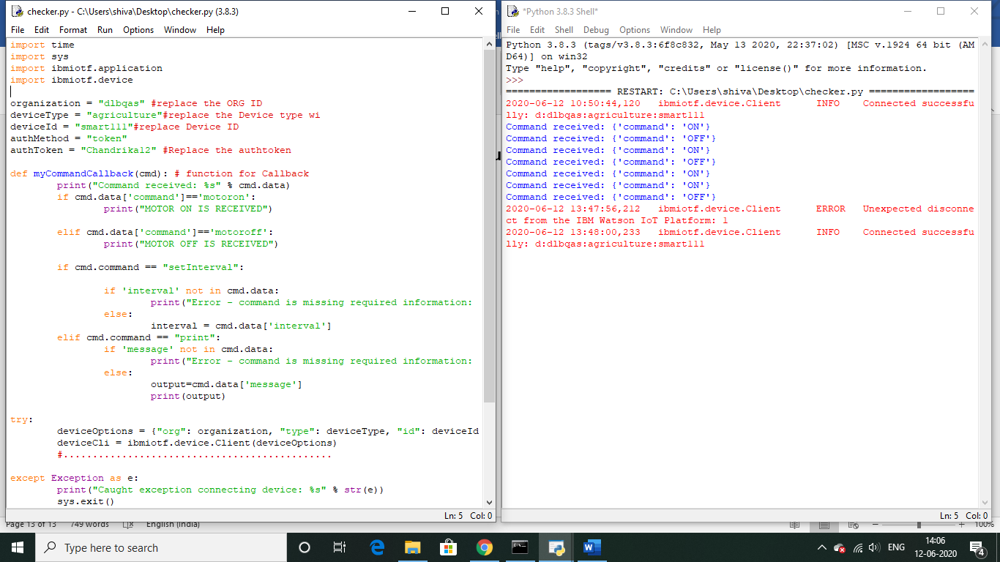 checker.py - C:\Users\shiva\Desktop\checker.py (3.8.3)
File Edit Format Run Options Window Help
import time
import sys
import ibmiotf.application
import ibmiotf.device
organization = "dlbqas" #replace the ORG ID
deviceType = "agriculture"#replace the Device type wi
deviceId = "smart111"#replace Device ID
authMethod = "token"
authToken = "Chandrika12" #Replace the authtoken
def myCommandCallback(cmd): # function for Callback
print("Command received: %s" % cmd.data)
if cmd.data['command']=='motoron':
print("MOTOR ON IS RECEIVED")
elif cmd.data['command']=='motoroff':
print("MOTOR OFF IS RECEIVED")
if cmd.command == "setInterval":
if 'interval' not in cmd.data:
print("Error - command is missing required information:
else:
interval = cmd.data['interval']
elif cmd.command == "print":
if 'message' not in cmd.data:
print("Error - command is missing required information:
else:
output=cmd.data['message']
print(output)
try:
deviceOptions = {"org": organization, "type": deviceType, "id": deviceId
deviceCli = ibmiotf.device.Client(deviceOptions)
#..............................................
except Exception as e:
print("Caught exception connecting device: %s" % str(e))
sys.exit()
Ln: 5 Col: 0
*Python 3.8.3 Shell*
File Edit Shell Debug Options Window Help
Python 3.8.3 (tags/v3.8.3:6f8c832, May 13 2020, 22:37:02) [MSC v.1924 64 bit (AM
D64)] on win32
Type "help", "copyright", "credits" or "license()" for more information.
>>>
================== RESTART: C:\Users\shiva\Desktop\checker.py ==================
2020-06-12 10:50:44,120 ibmiotf.device.Client INFO Connected successfu
lly: d:dlbqas:agriculture:smart111
Command received: {'command': 'ON'}
Command received: {'command': 'OFF'}
Command received: {'command': 'ON'}
Command received: {'command': 'OFF'}
Command received: {'command': 'ON'}
Command received: {'command': 'ON'}
Command received: {'command': 'OFF'}
2020-06-12 13:47:56,212 ibmiotf.device.Client ERROR Unexpected disconne
ct from the IBM Watson IoT Platform: 1
2020-06-12 13:48:00,233 ibmiotf.device.Client INFO Connected successfu
lly: d:dlbqas:agriculture:smart111
Ln: 5 Col: 0
Page 13 of 13 749 words English (India) 100%
Type here to search
ENG
14:06
12-06-2020
4